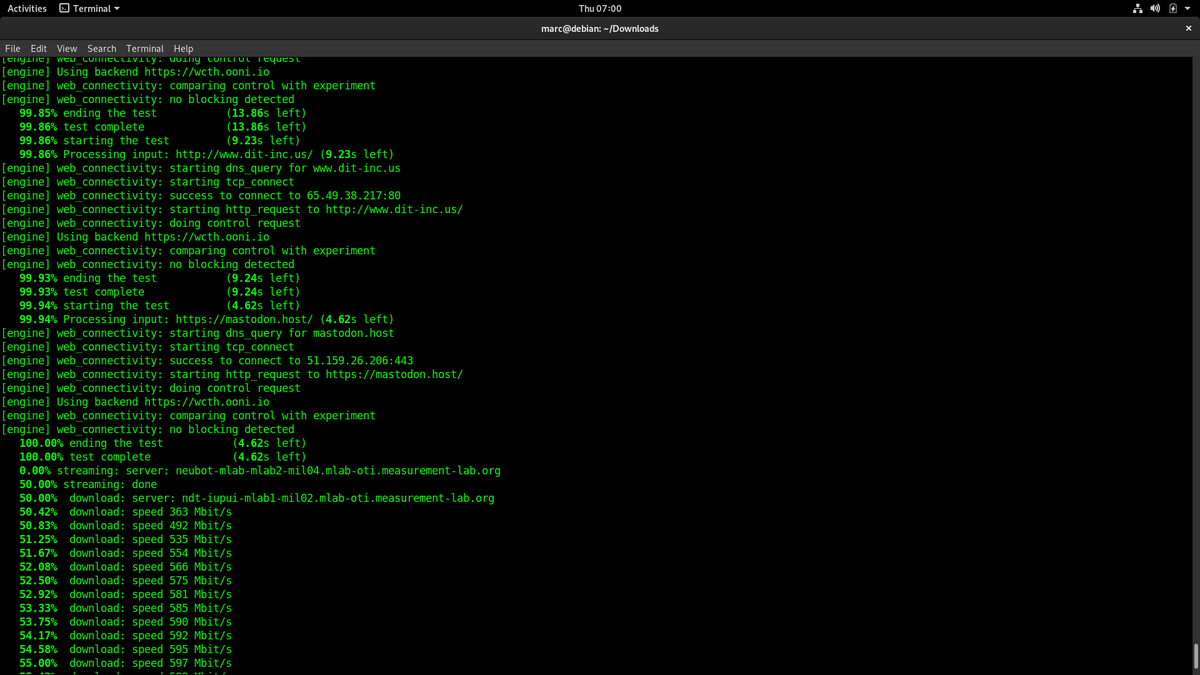 Activities Terminal Thu 07:00
marc@debian: ~/Downloads ×
File Edit View Search Terminal Help
[engine] web_connectivity: doing control request
[engine] Using backend https://wcth.ooni.io
[engine] web_connectivity: comparing control with experiment
[engine] web_connectivity: no blocking detected
99.85% ending the test (13.86s left)
99.86% test complete (13.86s left)
99.86% starting the test (9.23s left)
99.86% Processing input: http://www.dit-inc.us/ (9.23s left)
[engine] web_connectivity: starting dns_query for www.dit-inc.us
[engine] web_connectivity: starting tcp_connect
[engine] web_connectivity: success to connect to 65.49.38.217:80
[engine] web_connectivity: starting http_request to http://www.dit-inc.us/
[engine] web_connectivity: doing control request
[engine] Using backend https://wcth.ooni.io
[engine] web_connectivity: comparing control with experiment
[engine] web_connectivity: no blocking detected
99.93% ending the test (9.24s left)
99.93% test complete (9.24s left)
99.94% starting the test (4.62s left)
99.94% Processing input: https://mastodon.host/ (4.62s left)
[engine] web_connectivity: starting dns_query for mastodon.host
[engine] web_connectivity: starting tcp_connect
[engine] web_connectivity: success to connect to 51.159.26.206:443
[engine] web_connectivity: starting http_request to https://mastodon.host/
[engine] web_connectivity: doing control request
[engine] Using backend https://wcth.ooni.io
[engine] web_connectivity: comparing control with experiment
[engine] web_connectivity: no blocking detected
100.00% ending the test (4.62s left)
100.00% test complete (4.62s left)
0.00% streaming: server: neubot-mlab-mlab2-mil04.mlab-oti.measurement-lab.org
50.00% streaming: done
50.00% download: server: ndt-iupui-mlab1-mil02.mlab-oti.measurement-lab.org
50.42% download: speed 363 Mbit/s
50.83% download: speed 492 Mbit/s
51.25% download: speed 535 Mbit/s
51.67% download: speed 554 Mbit/s
52.08% download: speed 566 Mbit/s
52.50% download: speed 575 Mbit/s
52.92% download: speed 581 Mbit/s
53.33% download: speed 585 Mbit/s
53.75% download: speed 590 Mbit/s
54.17% download: speed 592 Mbit/s
54.58% download: speed 595 Mbit/s
55.00% download: speed 597 Mbit/s